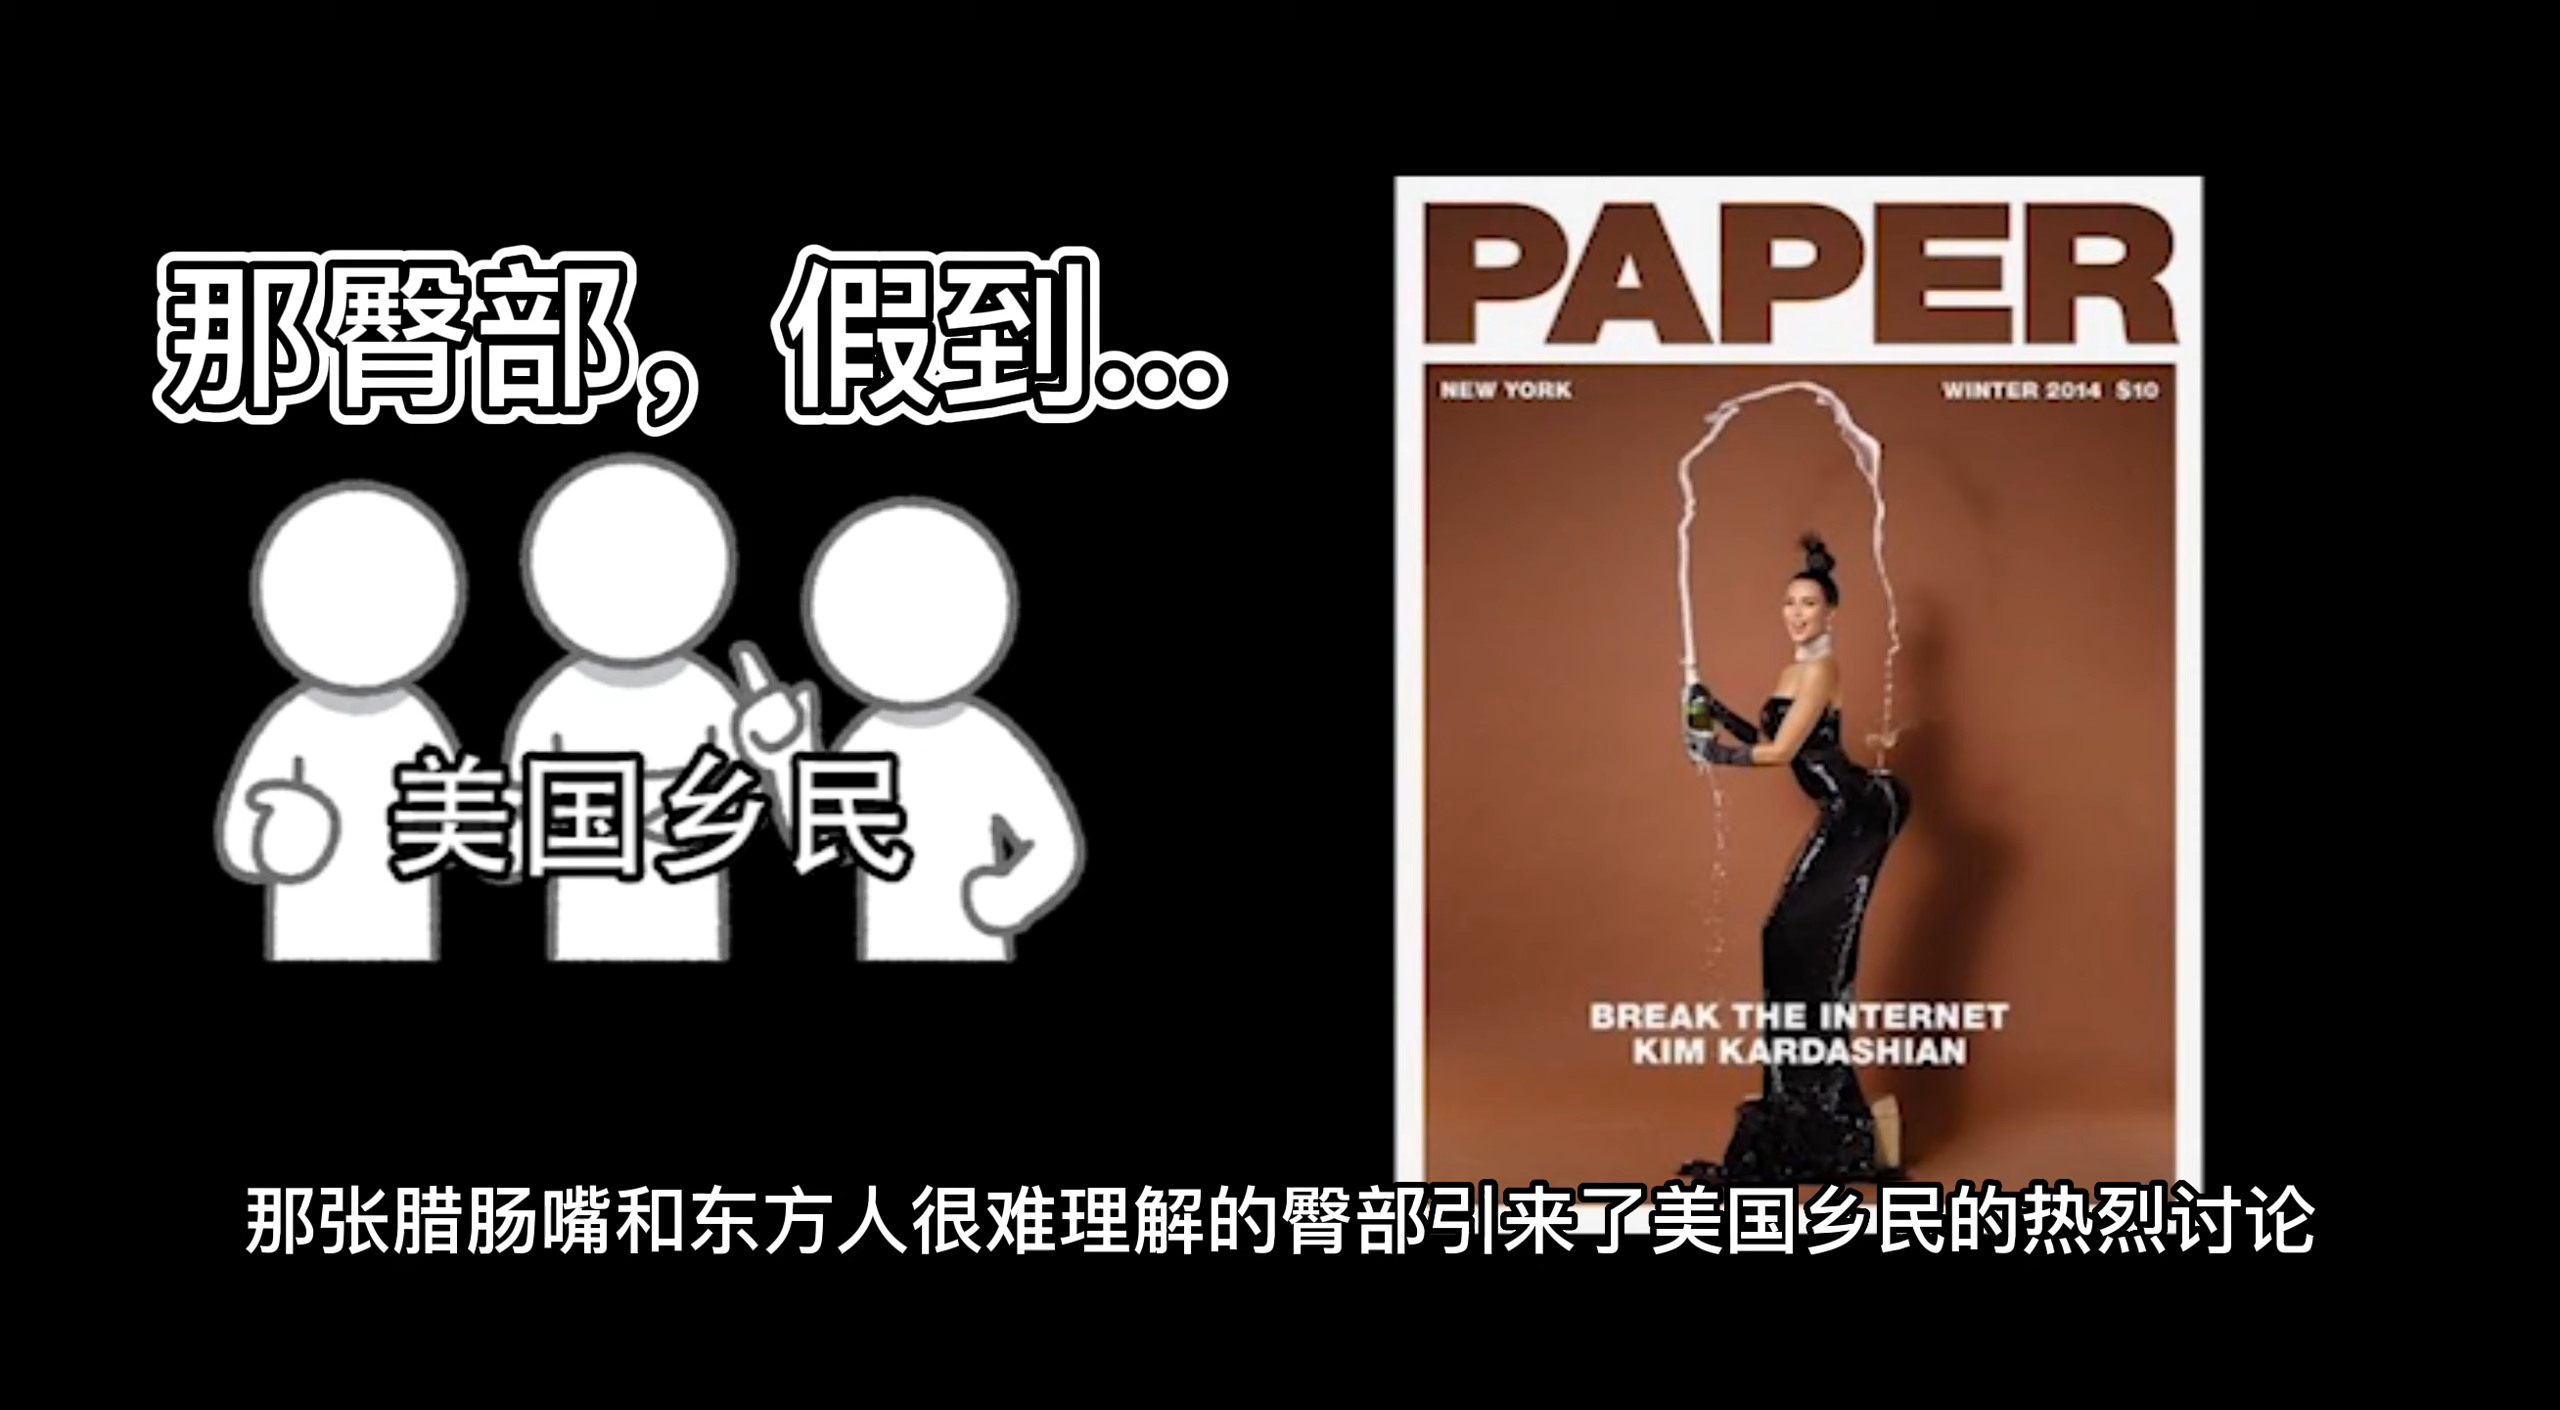 那臀部，假到...
美国乡民
PAPER
NEW YORK
WINTER 2014 $10
BREAK THE INTERNET
KIM KARDASHIAN
那张腊肠嘴和东方人很难理解的臀部引来了美国乡民的热烈讨论